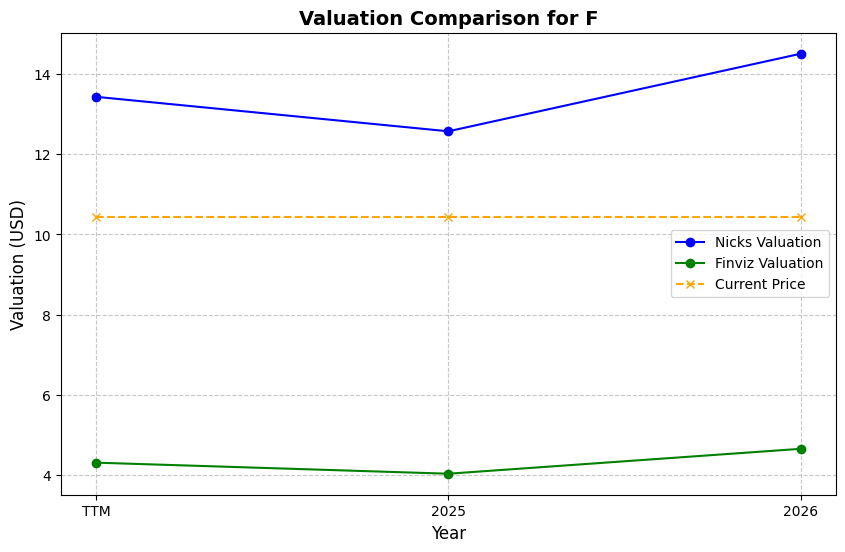 Valuation Comparison for F
Valuation (USD)
14
12
10
8
6
4
Nicks Valuation
Finviz Valuation
Current Price
TTM
2025
2026
Year